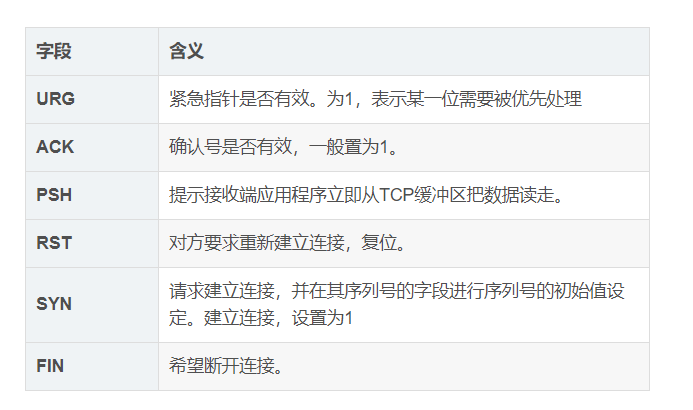 字段 含义
URG 紧急指针是否有效。为1，表示某一位需要被优先处理
ACK 确认号是否有效，一般置为1。
PSH 提示接收端应用程序立即从TCP缓冲区把数据读走。
RST 对方要求重新建立连接，复位。
SYN 请求建立连接，并在其序列号的字段进行序列号的初始值设
定。建立连接，设置为1
FIN 希望断开连接。